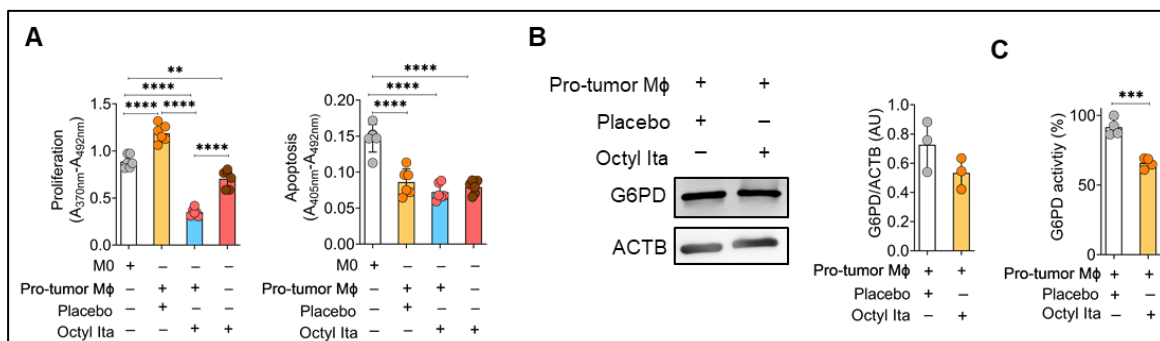 A
Proliferation
(A370nm-A492nm)
1.5
1.0
0.5
0.0
**
****
**** ****
****
M0 + – – –
Pro-tumor Mϕ – + + –
Placebo – + – –
Octyl Ita – – + +
Apoptosis
(A405nm-A492nm)
0.20
0.15
0.10
0.05
0.00
****
****
****
M0 + – – –
Pro-tumor Mϕ – + + –
Placebo – + – –
Octyl Ita – – + +
B
Pro-tumor Mϕ + +
Placebo + –
Octyl Ita – +
G6PD
ACTB
G6PD/ACTB (AU)
1.0
0.8
0.6
0.4
0.2
0.0
Pro-tumor Mϕ + +
Placebo + –
Octyl Ita – +
C
G6PD activtiy (%)
100
50
0
***
Pro-tumor Mϕ + +
Placebo + –
Octyl Ita – +